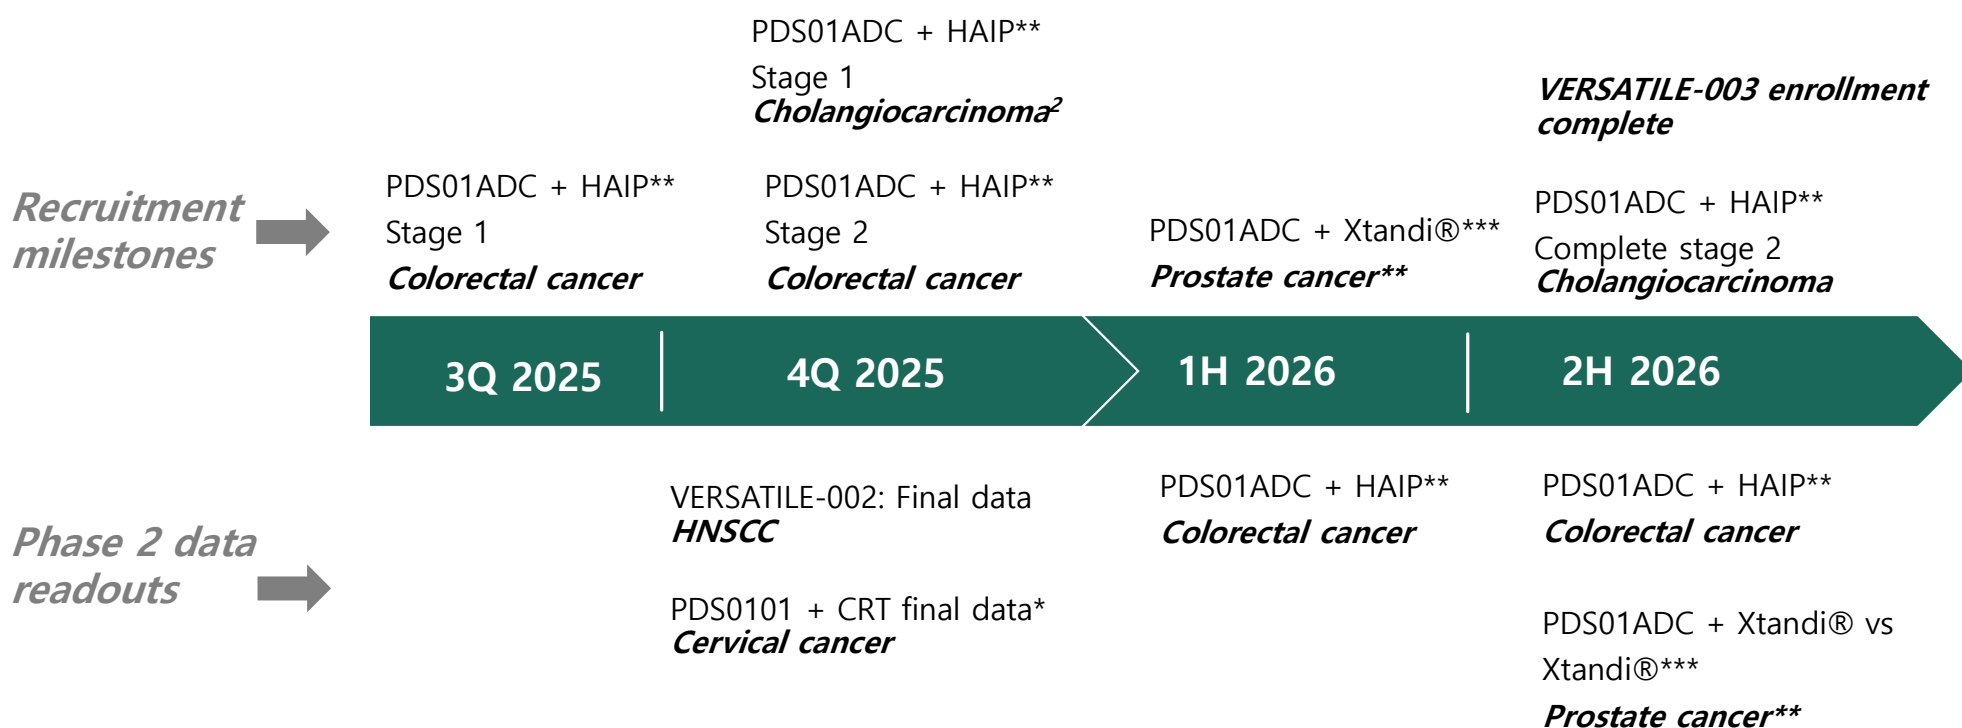 PDS01ADC + HAIP**
Stage 1
Cholangiocarcinoma²
VERSATILE-003 enrollment
complete
Recruitment
milestones
PDS01ADC + HAIP**
Stage 1
Colorectal cancer
PDS01ADC + HAIP**
Stage 2
Colorectal cancer
PDS01ADC + Xtandi®***
Prostate cancer**
PDS01ADC + HAIP**
Complete stage 2
Cholangiocarcinoma
3Q 2025
4Q 2025
1H 2026
2H 2026
Phase 2 data
readouts
VERSATILE-002: Final data
HNSCC
PDS0101 + CRT final data*
Cervical cancer
PDS01ADC + HAIP**
Colorectal cancer
PDS01ADC + HAIP**
Colorectal cancer
PDS01ADC + Xtandi® vs
Xtandi®***
Prostate cancer**